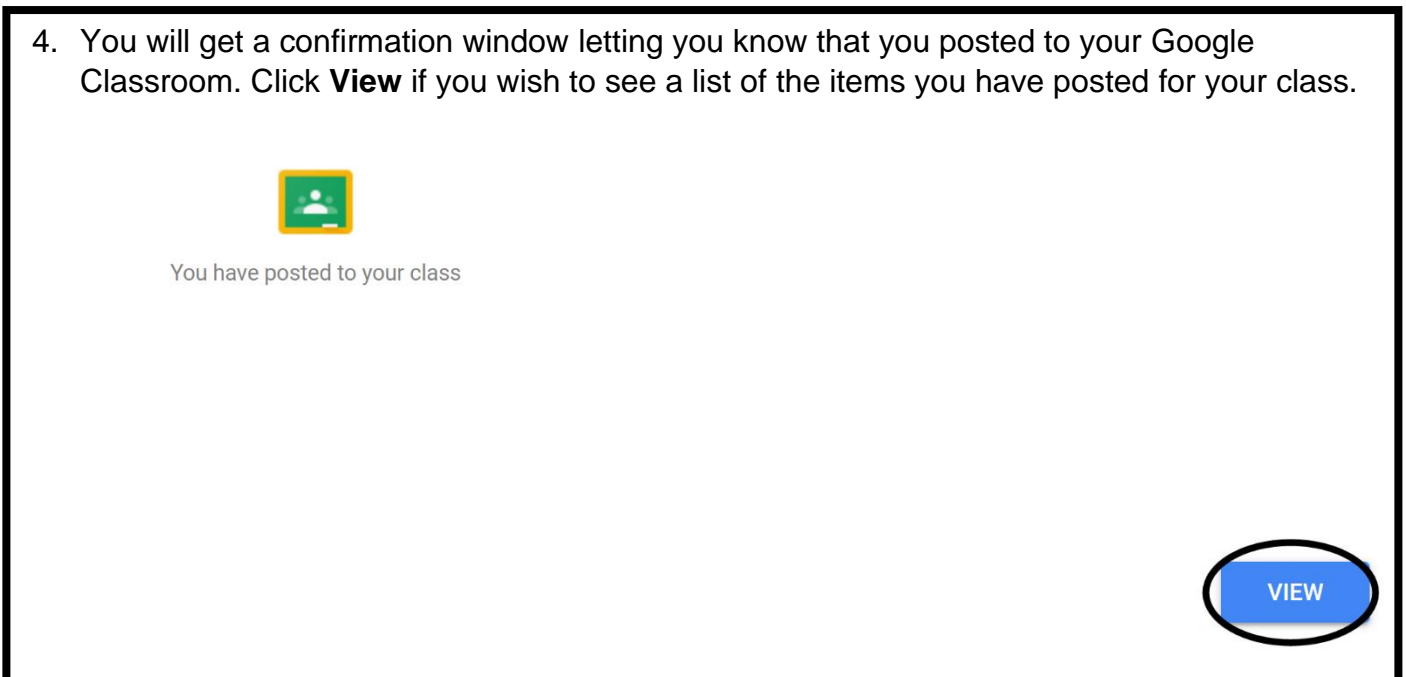 4. You will get a confirmation window letting you know that you posted to your Google
Classroom. Click View if you wish to see a list of the items you have posted for your class.
You have posted to your class
VIEW